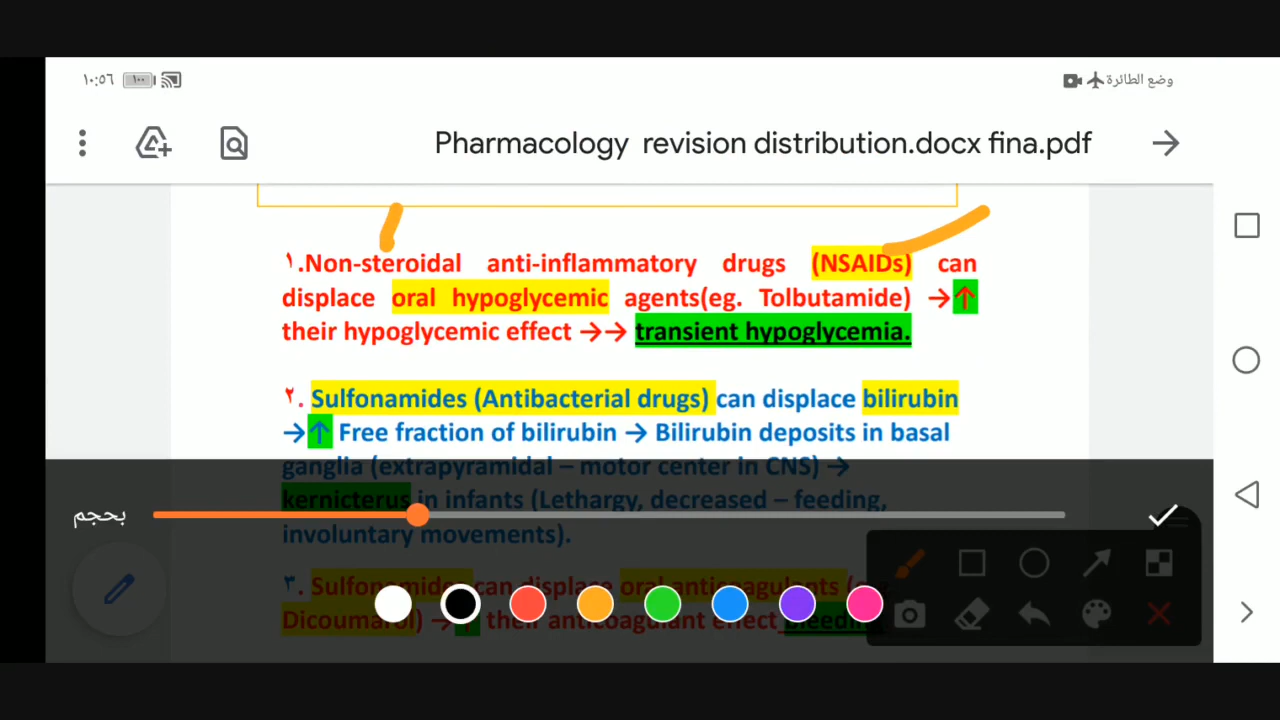 ١٠:٥٦ ١٠٠ وضع الطائرة
Pharmacology revision distribution.docx fina.pdf
١.Non-steroidal anti-inflammatory drugs (NSAIDs) can
displace oral hypoglycemic agents(eg. Tolbutamide) →↑
their hypoglycemic effect →→ transient hypoglycemia.
٢. Sulfonamides (Antibacterial drugs) can displace bilirubin
→↑ Free fraction of bilirubin → Bilirubin deposits in basal
ganglia (extrapyramidal – motor center in CNS) →
kernicterus in infants (Lethargy, decreased – feeding,
بحجم
involuntary movements).
٣. Sulfonamides can displace oral anticoagulants (eg.
Dicoumarol) →↑ their anticoagulant effect bleeding